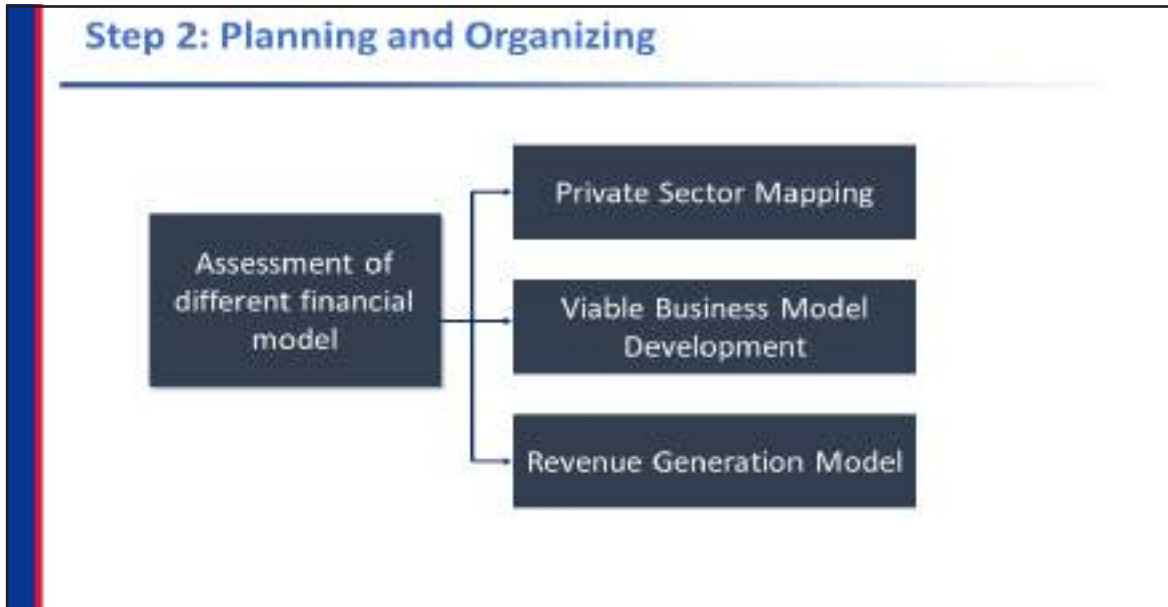 Step 2: Planning and Organizing
Assessment of
different financial
model
Private Sector Mapping
Viable Business Model
Development
Revenue Generation Model